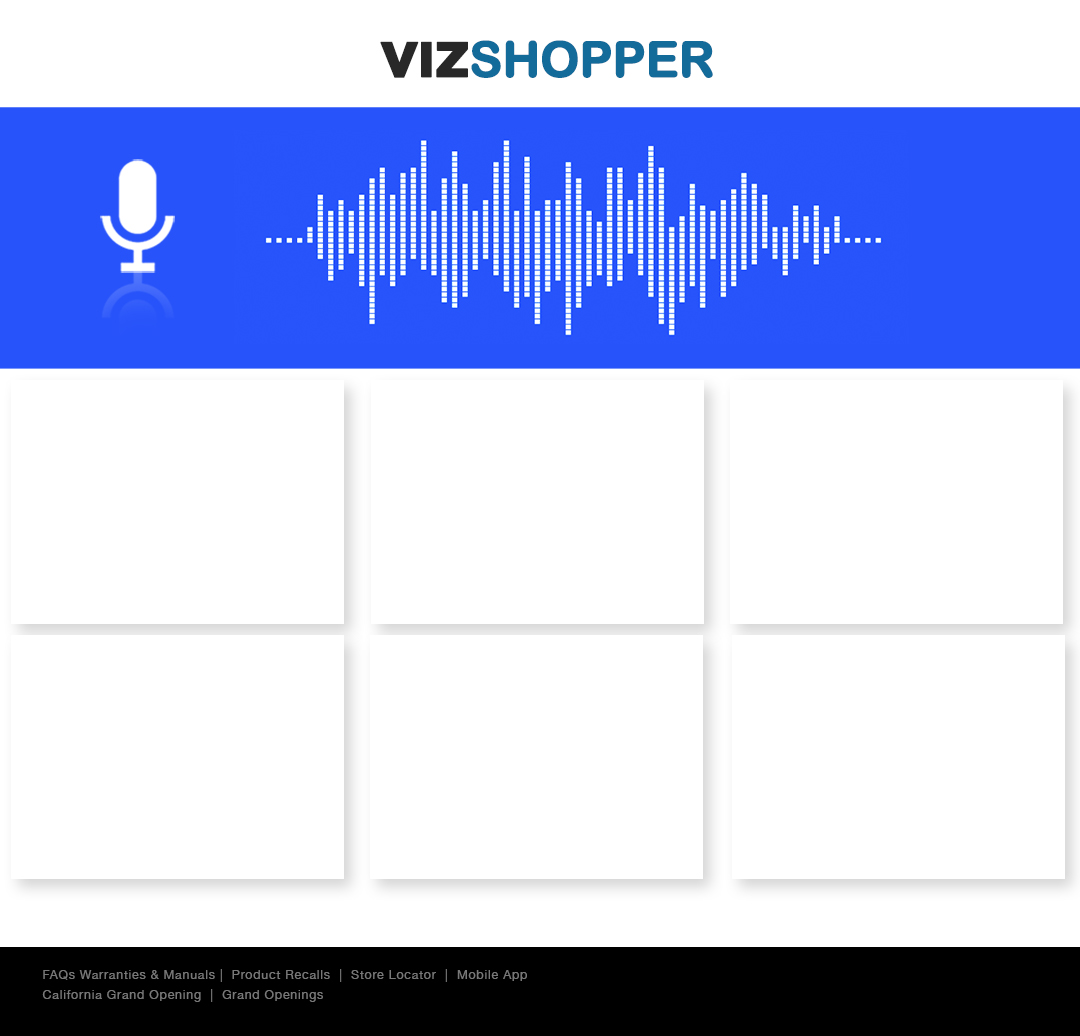 VIZSHOPPER
FAQs Warranties & Manuals | Product Recalls | Store Locator | Mobile App
California Grand Opening | Grand Openings